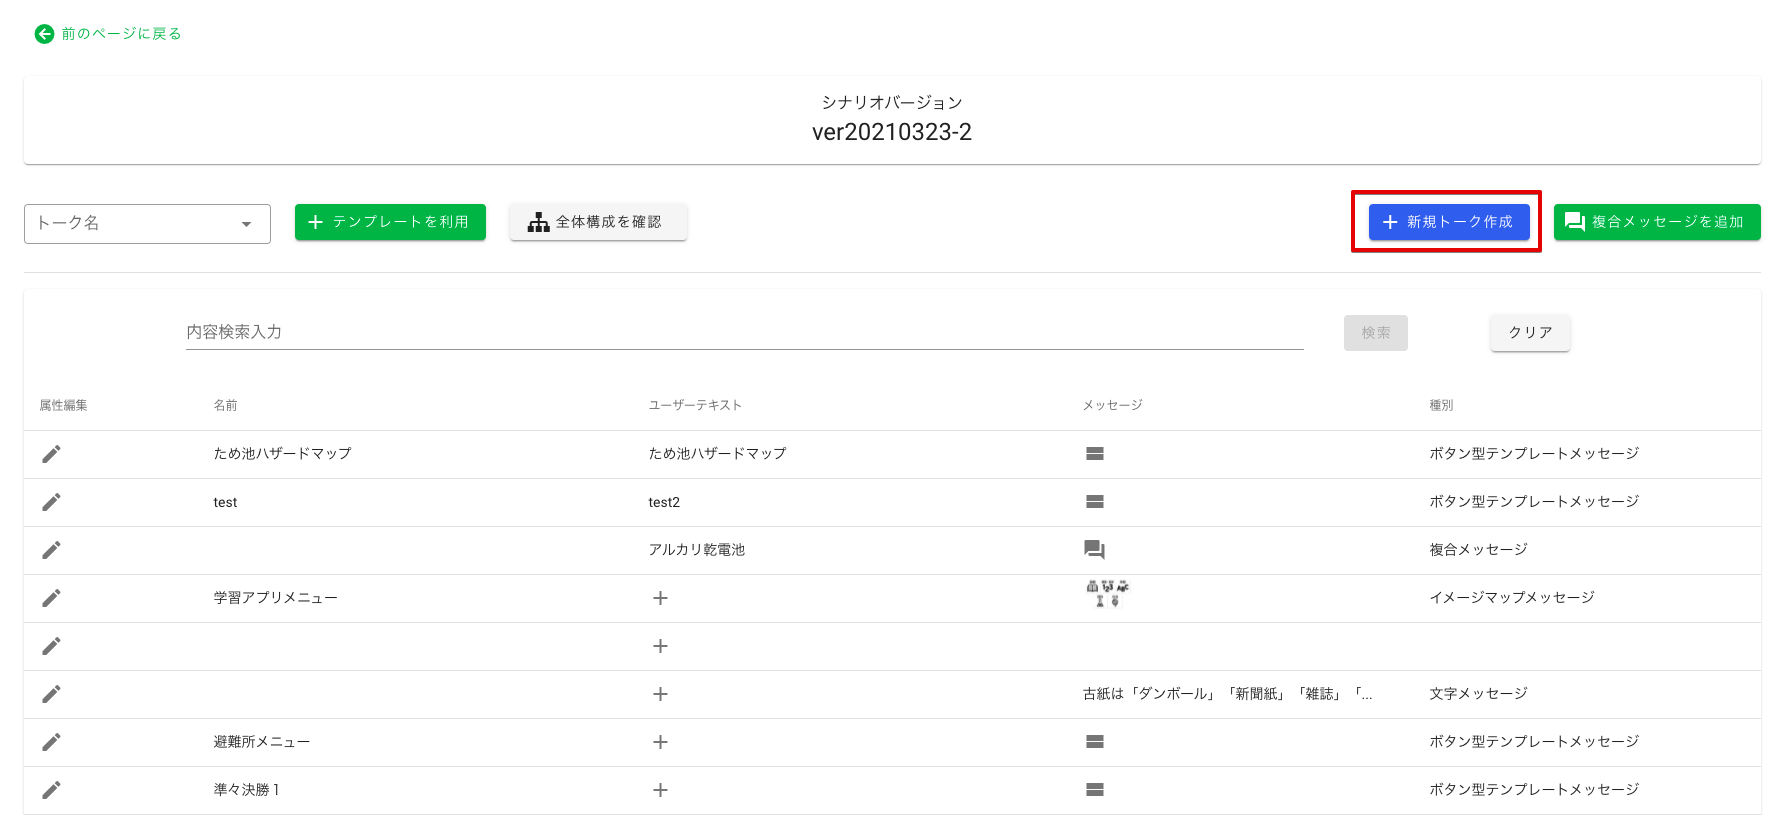 前のページに戻る
シナリオバージョン
ver20210323-2
トーク名
テンプレートを利用
全体構成を確認
新規トーク作成
複合メッセージを追加
内容検索入力
検索
クリア
属性編集 名前 ユーザーテキスト メッセージ 種別
ため池ハザードマップ ため池ハザードマップ ボタン型テンプレートメッセージ
test test2 ボタン型テンプレートメッセージ
アルカリ乾電池 複合メッセージ
学習アプリメニュー イメージマップメッセージ
古紙は「ダンボール」「新聞紙」「雑誌」「... 文字メッセージ
避難所メニュー ボタン型テンプレートメッセージ
準々決勝1 ボタン型テンプレートメッセージ